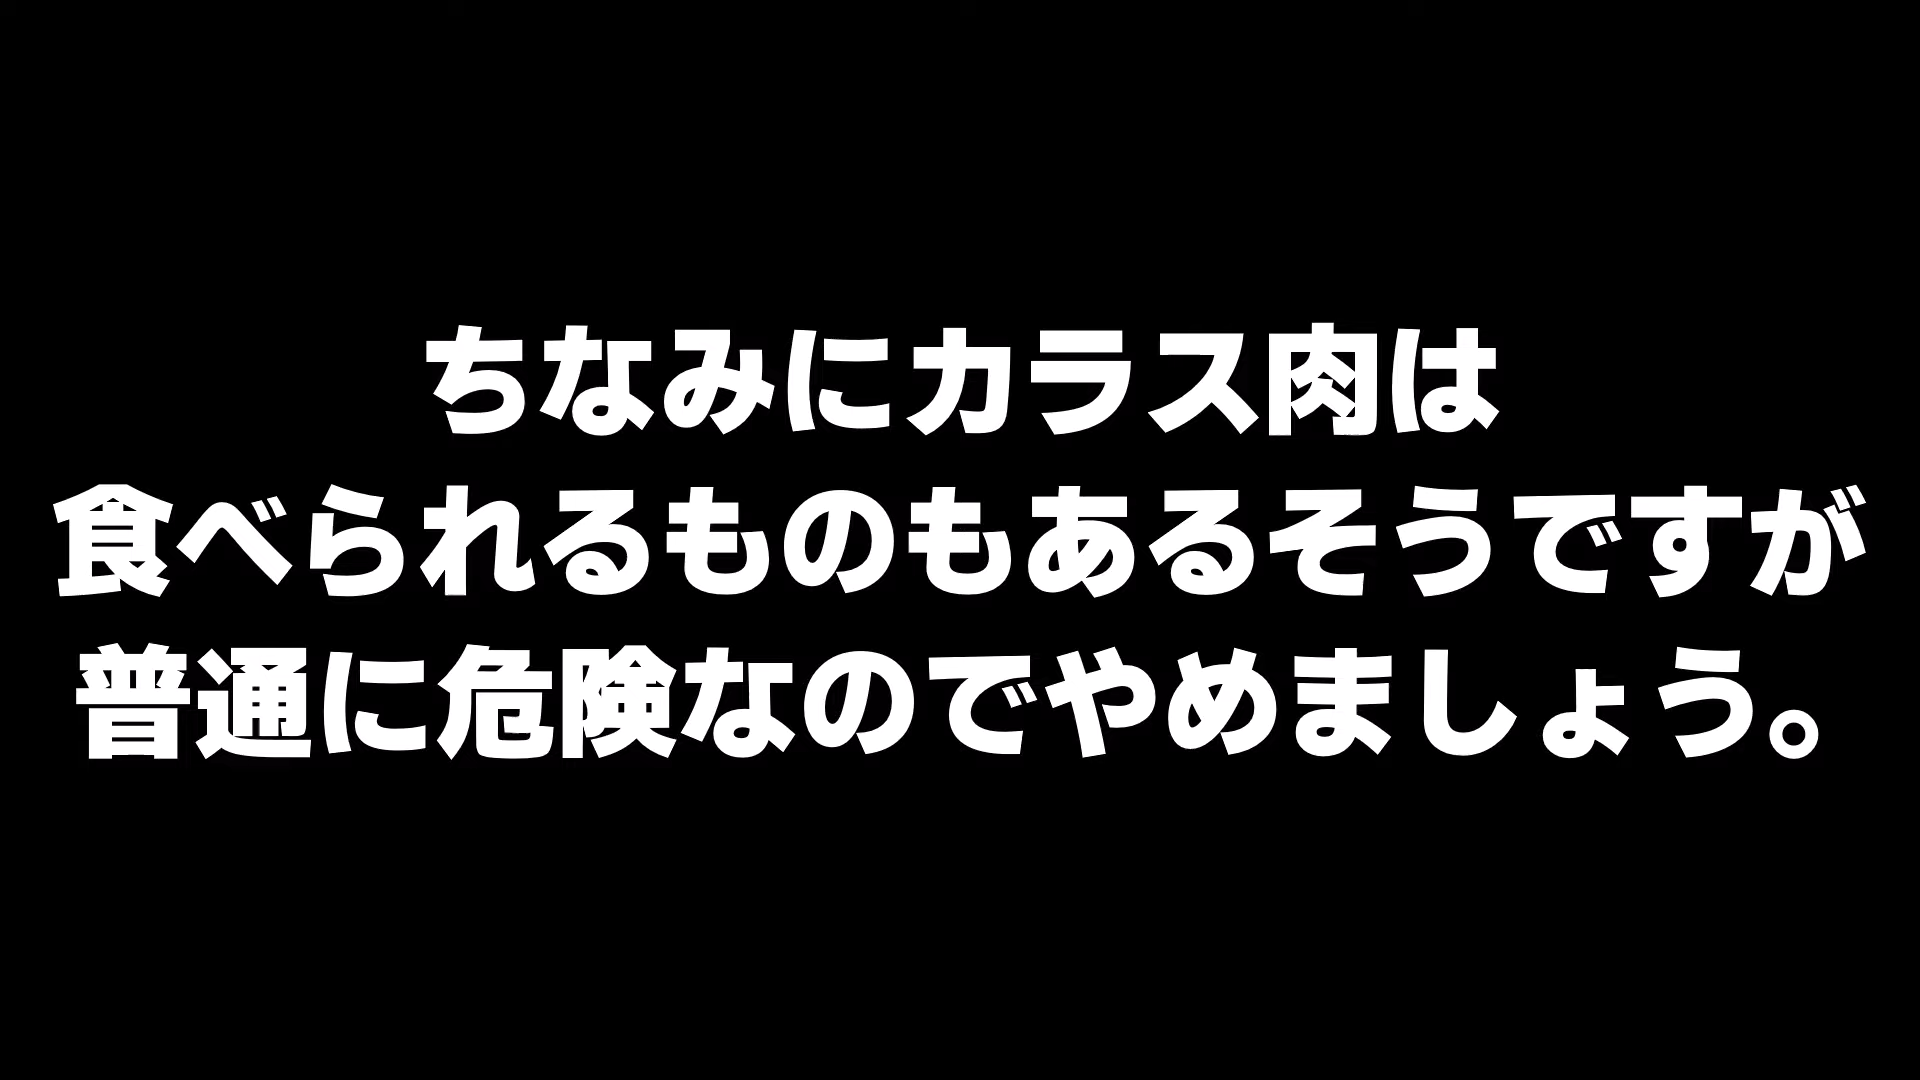 ちなみにカラス肉は
食べられるものもあるそうですが
普通に危険なのでやめましょう。